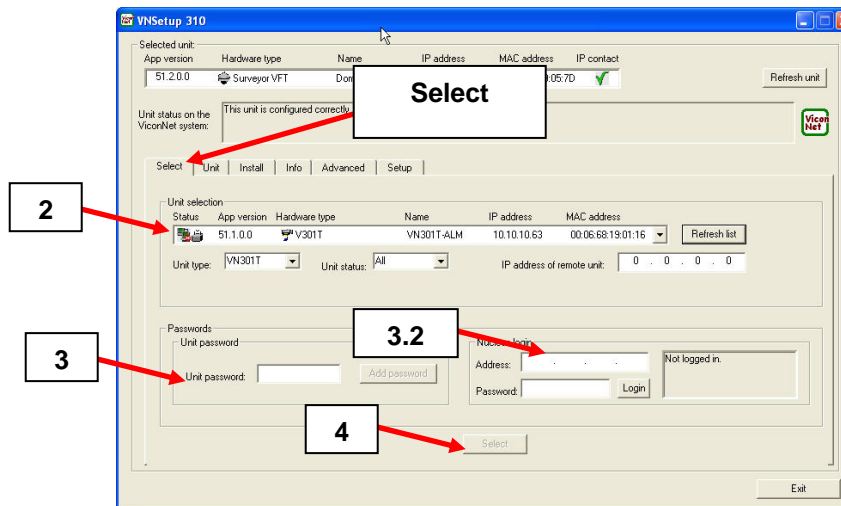 VNSetup 310
Selected unit:
App version Hardware type Name IP address MAC address IP contact
51.2.0.0 Surveyor VFT Dom 05:7D
Refresh unit
Select
Unit status on the ViconNet system:
This unit is configured correctly
Vicon Net
Select Unit Install Info Advanced Setup
2
Unit selection
Status App version Hardware type Name IP address MAC address
51.1.0.0 V301T VN301T-ALM 10.10.10.63 00:06:68:19:01:16 Refresh list
Unit type: VN301T Unit status: All IP address of remote unit: 0 . 0 . 0 . 0
3.2
3
Passwords
Unit password
Unit password: Add password
Nucleus login
Address: . . . Not logged in.
Password: Login
4
Select
Exit